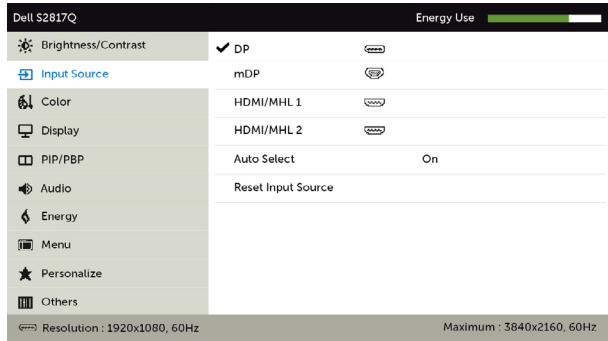 Dell S2817Q Energy Use
Brightness/Contrast
Input Source
Color
Display
PIP/PBP
Audio
Energy
Menu
Personalize
Others
DP
mDP
HDMI/MHL 1
HDMI/MHL 2
Auto Select On
Reset Input Source
Resolution : 1920x1080, 60Hz Maximum : 3840x2160, 60Hz